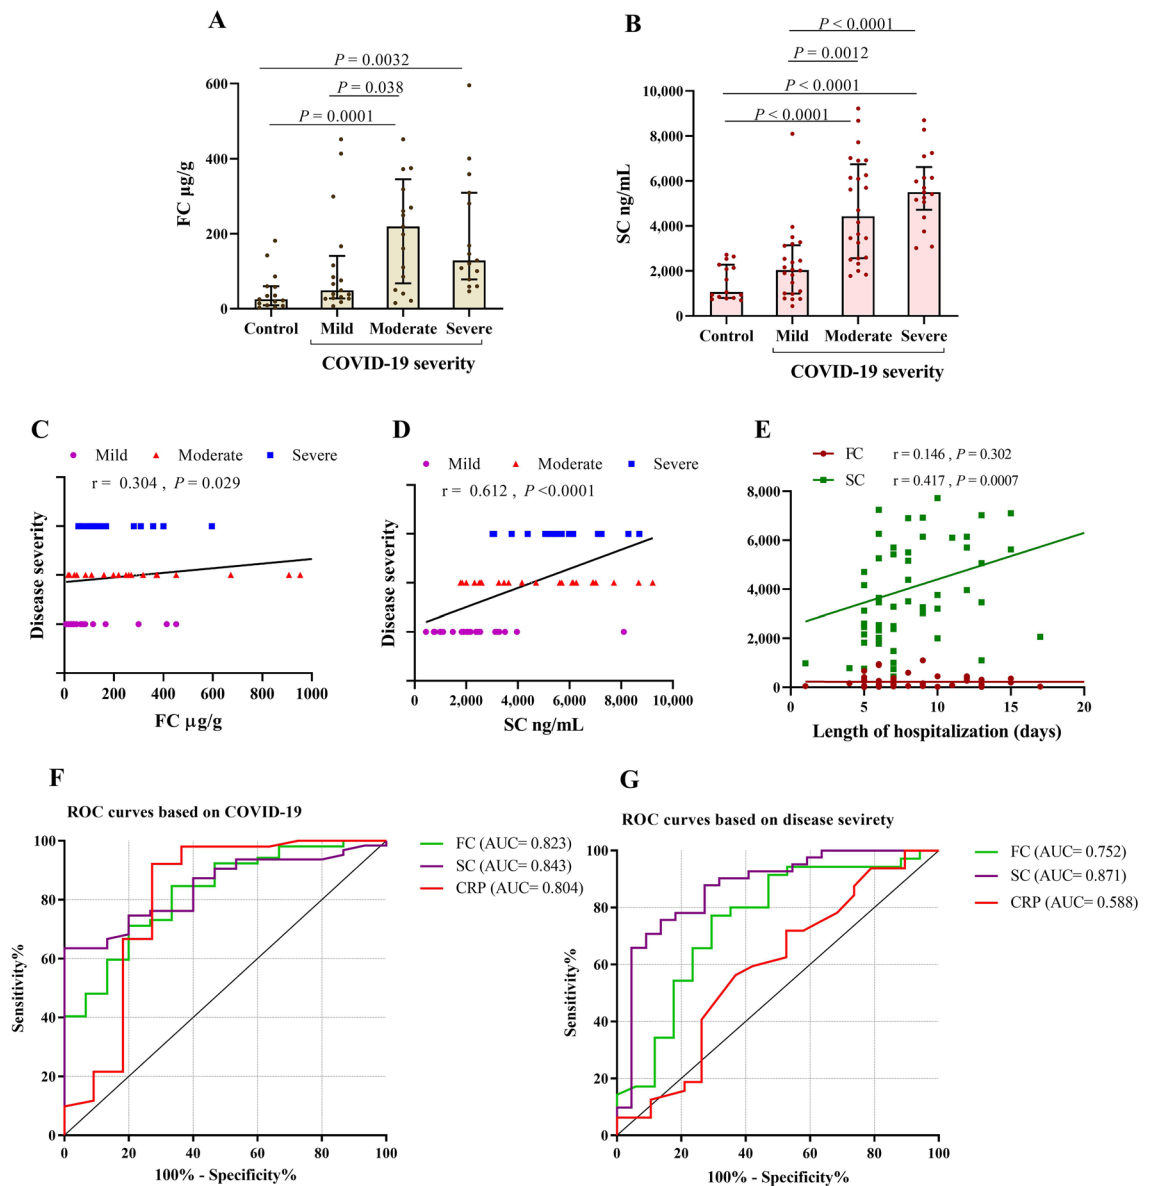 A
P = 0.0032
P = 0.038
P = 0.0001
600
400
200
0
FC µg/g
Control Mild Moderate Severe
COVID-19 severity
B
P < 0.0001
P = 0.0012
P < 0.0001
P < 0.0001
10,000
8,000
6,000
4,000
2,000
0
SC ng/mL
Control Mild Moderate Severe
COVID-19 severity
C
Mild Moderate Severe
r = 0.304 , P = 0.029
Disease severity
0 200 400 600 800 1000
FC µg/g
D
Mild Moderate Severe
r = 0.612 , P <0.0001
Disease severity
0 2,000 4,000 6,000 8,000 10,000
SC ng/mL
E
FC r = 0.146 , P = 0.302
SC r = 0.417 , P = 0.0007
8,000
6,000
4,000
2,000
0
0 5 10 15 20
Length of hospitalization (days)
F
ROC curves based on COVID-19
100
80
60
40
20
0
Sensitivity%
0 20 40 60 80 100
100% - Specificity%
FC (AUC= 0.823)
SC (AUC= 0.843)
CRP (AUC= 0.804)
G
ROC curves based on disease sevirety
100
80
60
40
20
0
Sensitivity%
0 20 40 60 80 100
100% - Specificity%
FC (AUC= 0.752)
SC (AUC= 0.871)
CRP (AUC= 0.588)